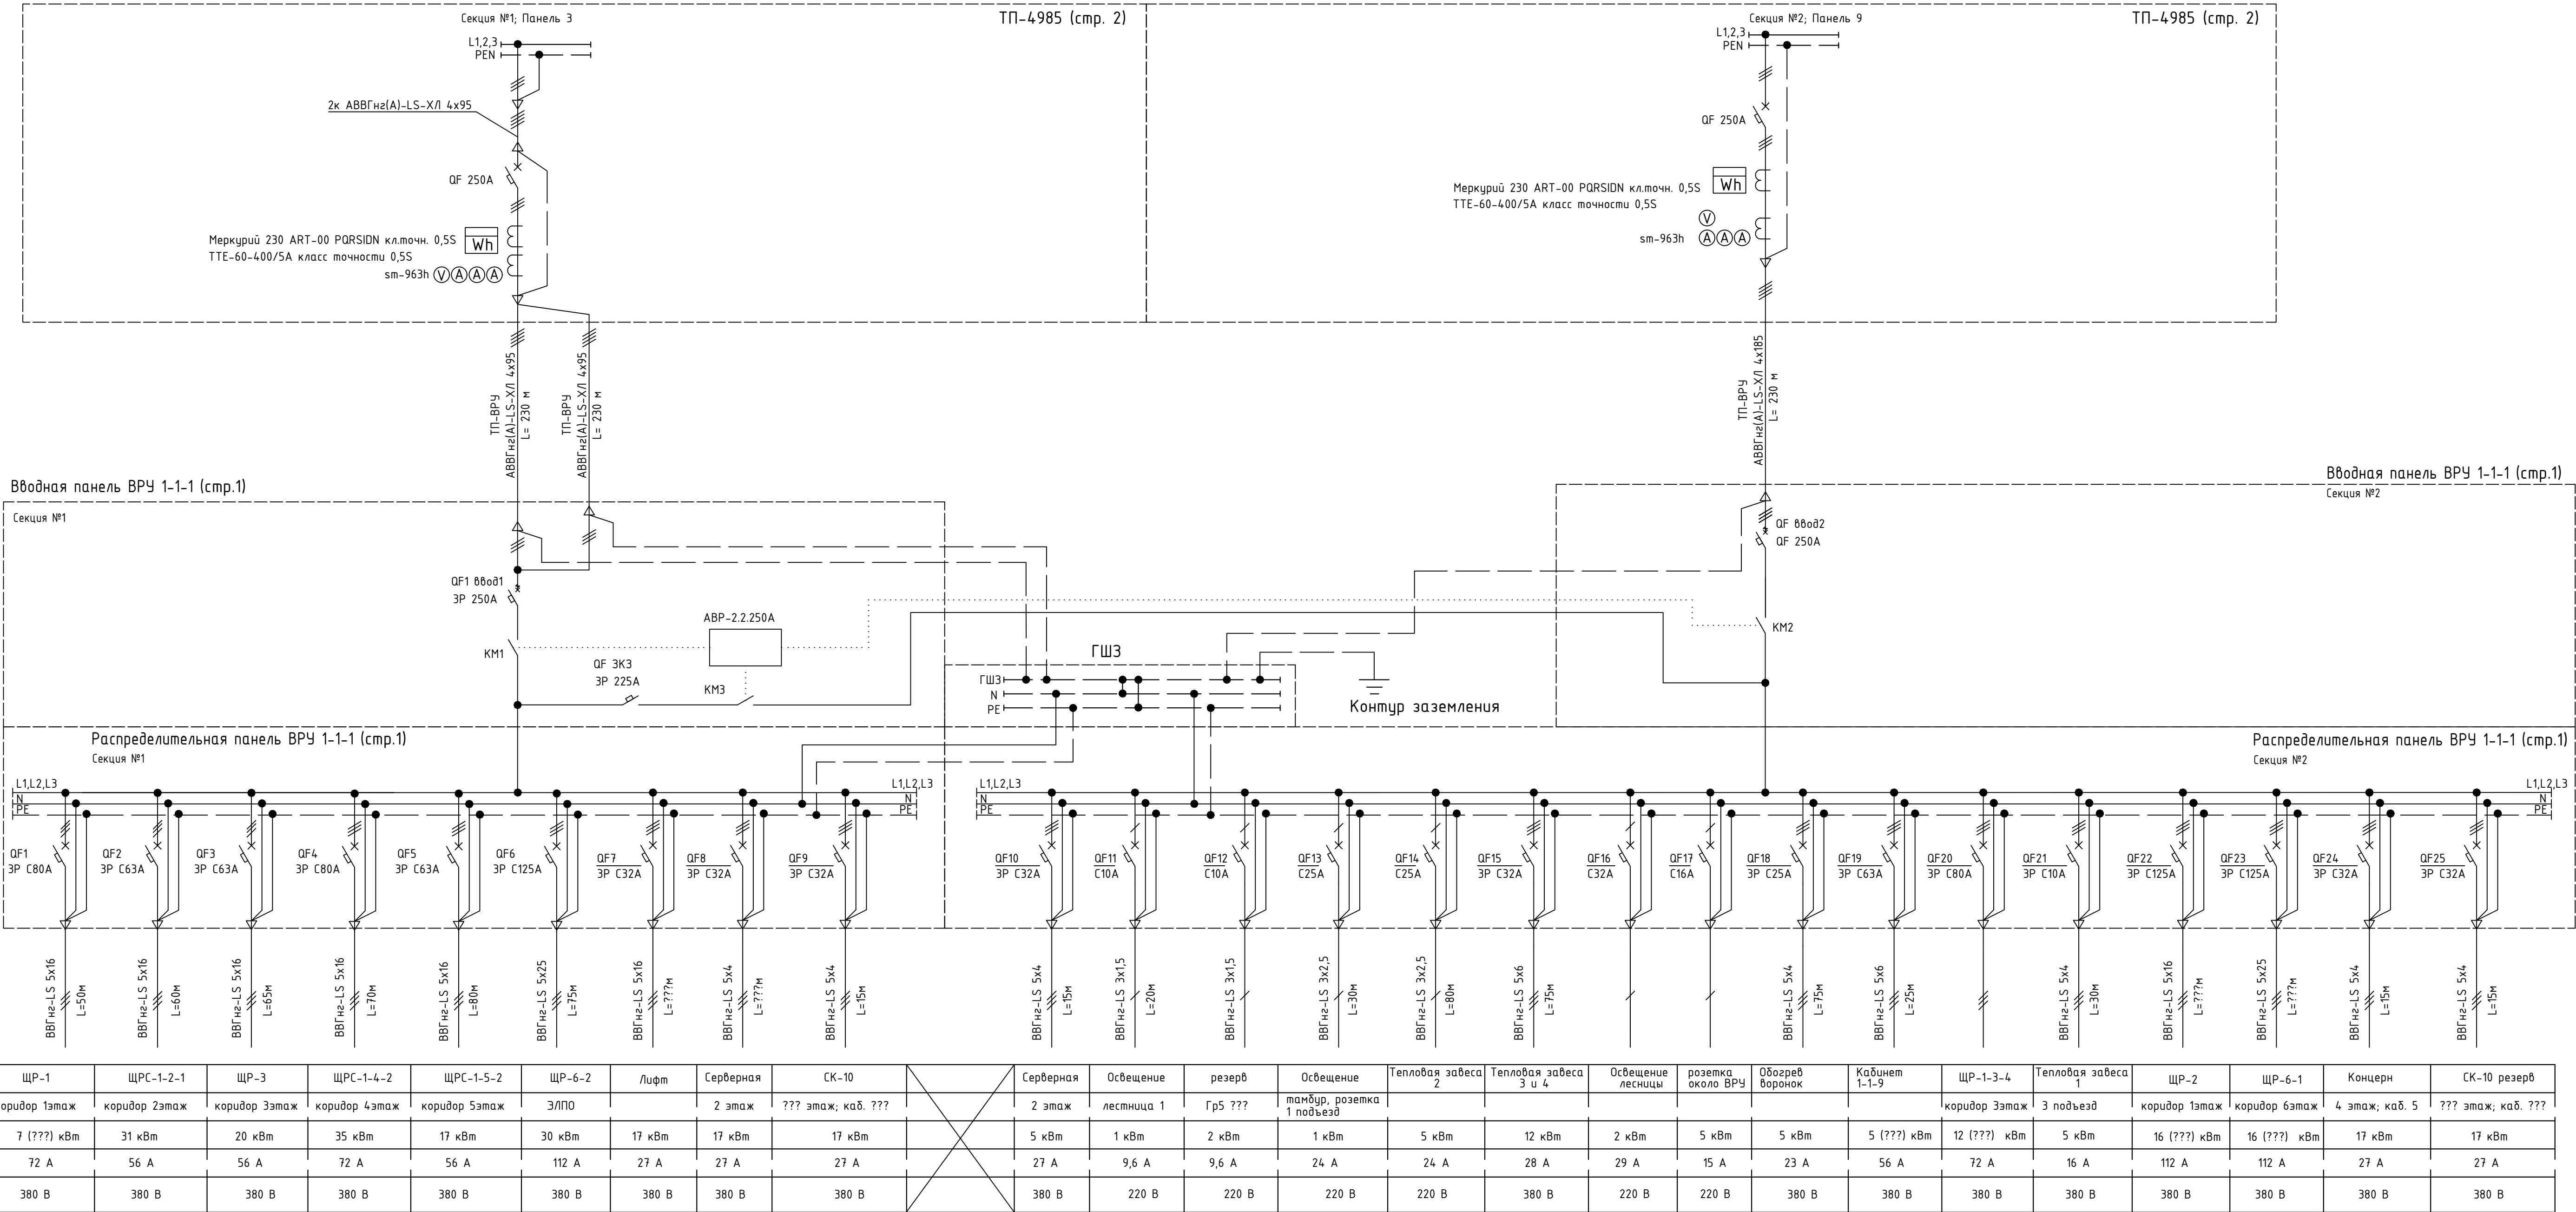 Секция №1; Панель 3
ТП-4985 (стр. 2)
L1,2,3
PEN
2к АВВГнг(А)-LS-ХЛ 4х95
QF 250А
Меркурий 230 ART-00 PQRSIDN кл.точн. 0,5S
Wh
ТТЕ-60-400/5А класс точности 0,5S
sm-963h V A A A
Секция №2; Панель 9
ТП-4985 (стр. 2)
L1,2,3
PEN
QF 250А
Меркурий 230 ART-00 PQRSIDN кл.точн. 0,5S
Wh
ТТЕ-60-400/5А класс точности 0,5S
V
sm-963h A A A
ТП-ВРУ
АВВГнг(А)-LS-ХЛ 4х95
L= 230 м
ТП-ВРУ
АВВГнг(А)-LS-ХЛ 4х95
L= 230 м
ТП-ВРУ
АВВГнг(А)-LS-ХЛ 4х185
L= 230 м
Вводная панель ВРУ 1-1-1 (стр.1)
Секция №1
QF1 ввод1
3Р 250А
КМ1
АВР-2.2.250А
QF 3К3
3Р 225А
КМ3
ГШЗ
ГШЗ
N
PE
Контур заземления
Вводная панель ВРУ 1-1-1 (стр.1)
Секция №2
QF ввод2
QF 250А
КМ2
Распределительная панель ВРУ 1-1-1 (стр.1)
Секция №1
L1,L2,L3
N
PE
L1,L2,L3
N
PE
QF1
3Р С80А
QF2
3Р С63А
QF3
3Р С63А
QF4
3Р С80А
QF5
3Р С63А
QF6
3Р С125А
QF7
3Р С32А
QF8
3Р С32А
QF9
3Р С32А
Распределительная панель ВРУ 1-1-1 (стр.1)
Секция №2
L1,L2,L3
N
PE
L1,L2,L3
N
PE
QF10
3Р С32А
QF11
С10А
QF12
С10А
QF13
С25А
QF14
С25А
QF15
3Р С32А
QF16
С32А
QF17
С16А
QF18
3Р С25А
QF19
3Р С63А
QF20
3Р С80А
QF21
3Р С10А
QF22
3Р С125А
QF23
3Р С125А
QF24
3Р С32А
QF25
3Р С32А
ВВГнг-LS 5х16
L=50м
ВВГнг-LS 5х16
L=60м
ВВГнг-LS 5х16
L=65м
ВВГнг-LS 5х16
L=70м
ВВГнг-LS 5х16
L=80м
ВВГнг-LS 5х25
L=75м
ВВГнг-LS 5х16
L=???м
ВВГнг-LS 5х4
L=???м
ВВГнг-LS 5х4
L=15м
ВВГнг-LS 5х4
L=15м
ВВГнг-LS 3х1,5
L=20м
ВВГнг-LS 3х1,5
ВВГнг-LS 3х2,5
L=30м
ВВГнг-LS 3х2,5
L=80м
ВВГнг-LS 5х6
L=75м
ВВГнг-LS 5х4
L=75м
ВВГнг-LS 5х6
L=25м
ВВГнг-LS 5х4
L=30м
ВВГнг-LS 5х16
L=???м
ВВГнг-LS 5х25
L=???м
ВВГнг-LS 5х4
L=15м
ВВГнг-LS 5х4
L=15м
ЩР-1 ЩРС-1-2-1 ЩР-3 ЩРС-1-4-2 ЩРС-1-5-2 ЩР-6-2 Лифт Серверная СК-10 Серверная Освещение резерв Освещение Тепловая завеса 2 Тепловая завеса 3 и 4 Освещение лесницы розетка около ВРУ Обогрев воронок Кабинет 1-1-9 ЩР-1-3-4 Тепловая завеса 1 ЩР-2 ЩР-6-1 Концерн СК-10 резерв
оридор 1этаж коридор 2этаж коридор 3этаж коридор 4этаж коридор 5этаж ЭЛПО 2 этаж ??? этаж; каб. ??? 2 этаж лестница 1 Гр5 ??? тамбур, розетка 1 подъезд коридор 3этаж 3 подъезд коридор 1этаж коридор 6этаж 4 этаж; каб. 5 ??? этаж; каб. ???
7 (???) кВт 31 кВт 20 кВт 35 кВт 17 кВт 30 кВт 17 кВт 17 кВт 17 кВт 5 кВт 1 кВт 2 кВт 1 кВт 5 кВт 12 кВт 2 кВт 5 кВт 5 кВт 5 (???) кВт 12 (???) кВт 5 кВт 16 (???) кВт 16 (???) кВт 17 кВт 17 кВт
72 А 56 А 56 А 72 А 56 А 112 А 27 А 27 А 27 А 27 А 9,6 А 9,6 А 24 А 24 А 28 А 29 А 15 А 23 А 56 А 72 А 16 А 112 А 112 А 27 А 27 А
380 В 380 В 380 В 380 В 380 В 380 В 380 В 380 В 380 В 380 В 220 В 220 В 220 В 220 В 380 В 220 В 220 В 380 В 380 В 380 В 380 В 380 В 380 В 380 В 380 В